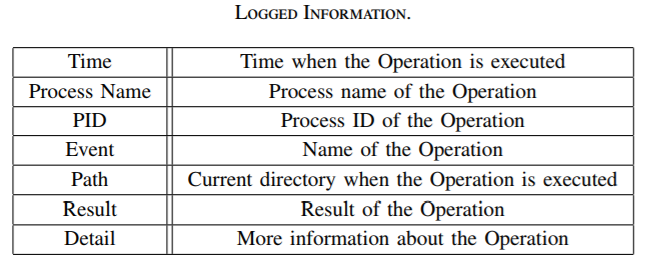 LOGGED INFORMATION.
Time Time when the Operation is executed
Process Name Process name of the Operation
PID Process ID of the Operation
Event Name of the Operation
Path Current directory when the Operation is executed
Result Result of the Operation
Detail More information about the Operation